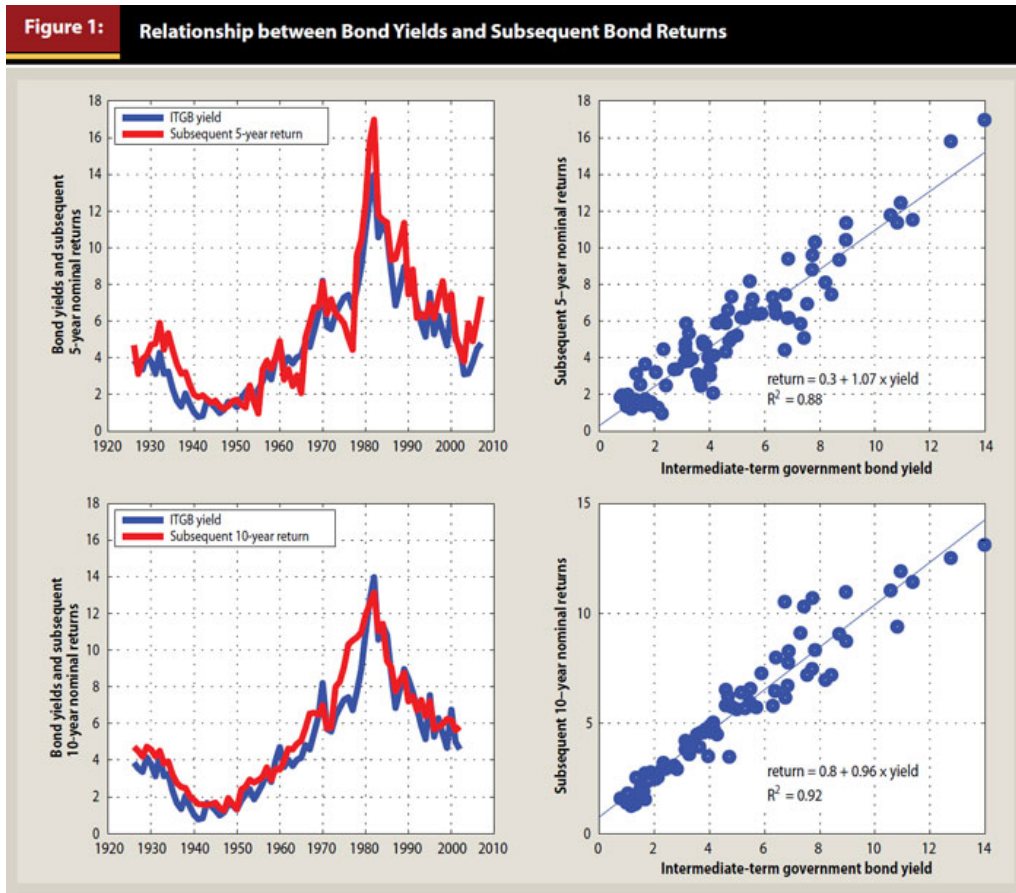 Figure 1:
Relationship between Bond Yields and Subsequent Bond Returns
18
16
14
12
10
8
6
4
2
0
Bond yields and subsequent
5-year nominal returns
ITGB yield
Subsequent 5-year return
1920 1930 1940 1950 1960 1970 1980 1990 2000 2010
18
16
14
12
10
8
6
4
2
0
Subsequent 5-year nominal returns
return = 0.3 + 1.07 x yield
R² = 0.88
0 2 4 6 8 10 12 14
Intermediate-term government bond yield
18
16
14
12
10
8
6
4
2
0
Bond yields and subsequent
10-year nominal returns
ITGB yield
Subsequent 10-year return
1920 1930 1940 1950 1960 1970 1980 1990 2000 2010
15
10
5
0
Subsequent 10-year nominal returns
return = 0.8 + 0.96 x yield
R² = 0.92
0 2 4 6 8 10 12 14
Intermediate-term government bond yield